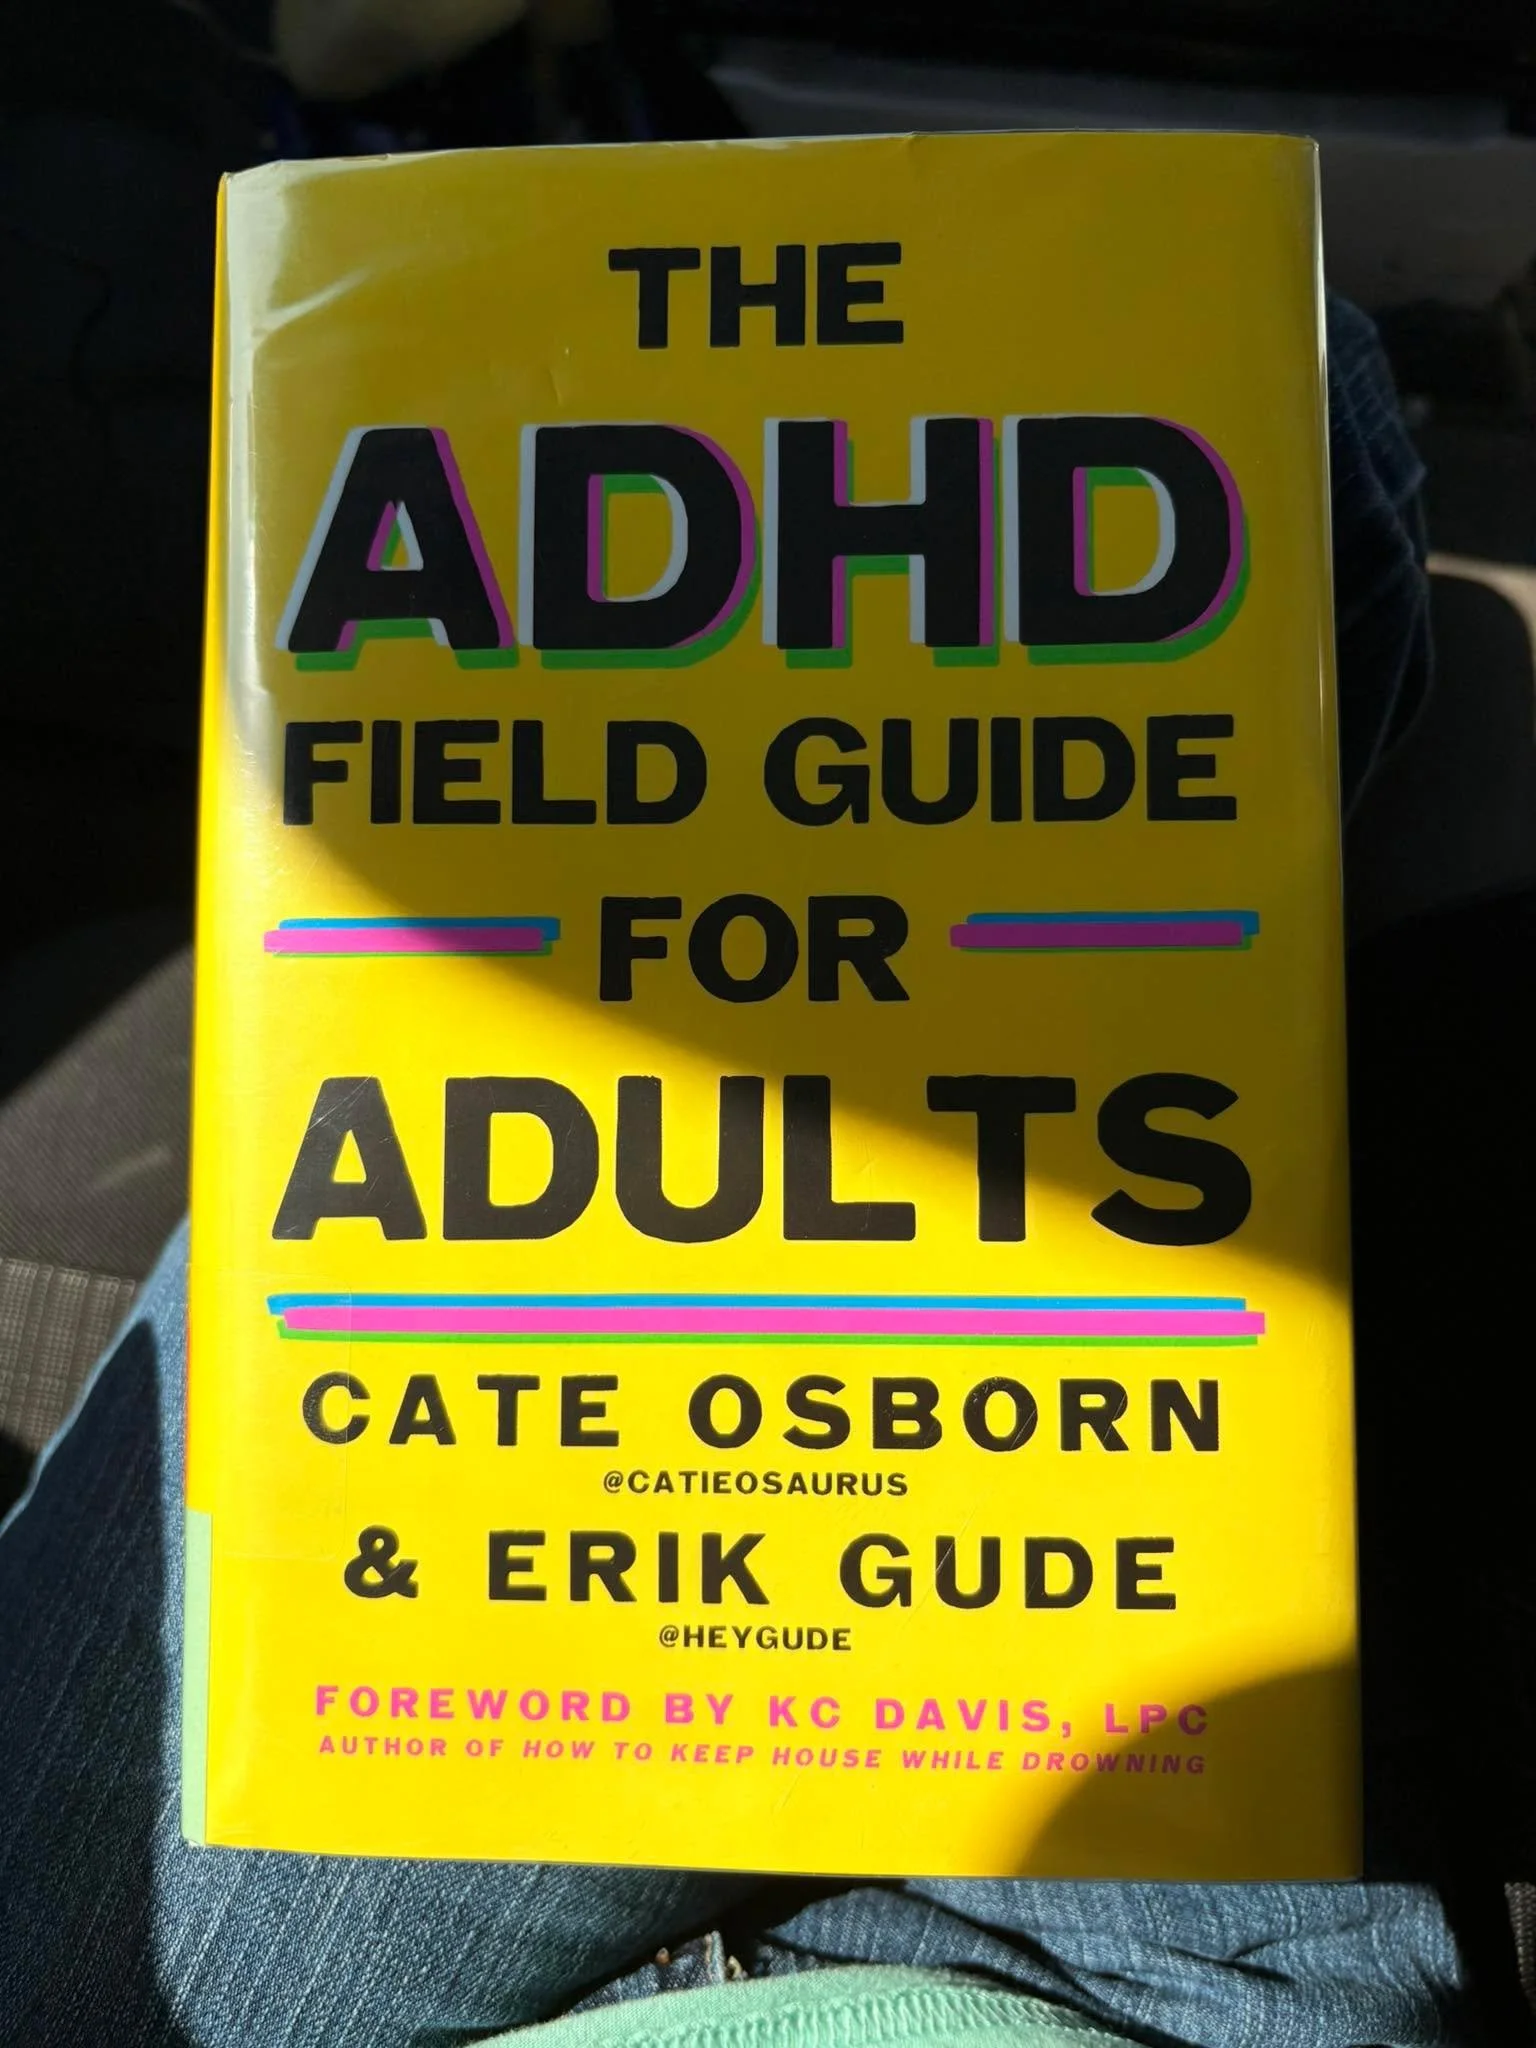 THE
ADHD
FIELD GUIDE
FOR
ADULTS
CATE OSBORN
@CATIEOSAURUS
& ERIK GUDE
@HEYGUDE
FOREWORD BY KC DAVIS, LPC
AUTHOR OF HOW TO KEEP HOUSE WHILE DROWNING